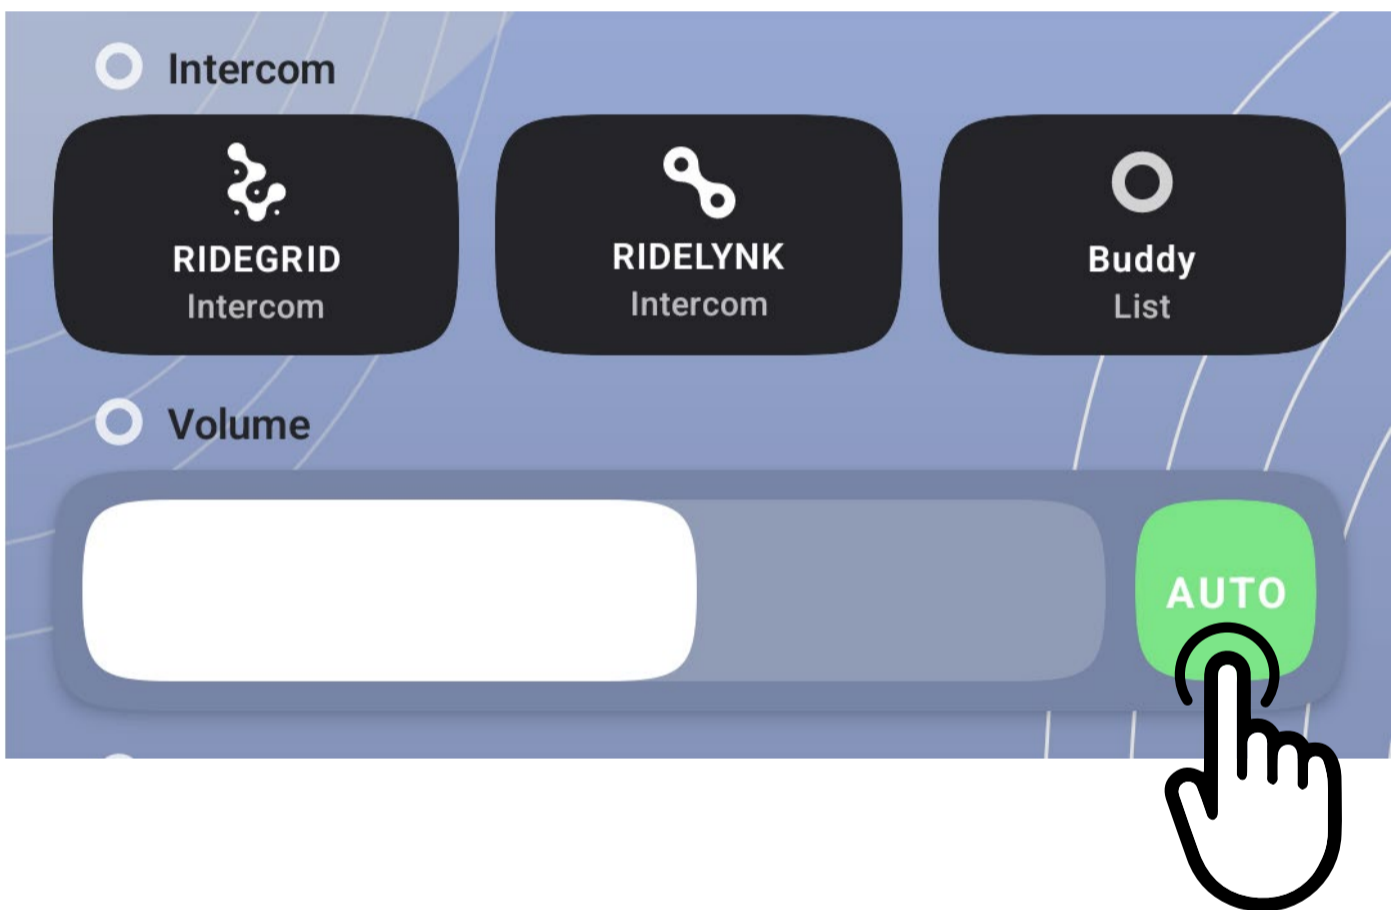 Intercom
RIDEGRID
Intercom
RIDELYNK
Intercom
Buddy
List
Volume
AUTO